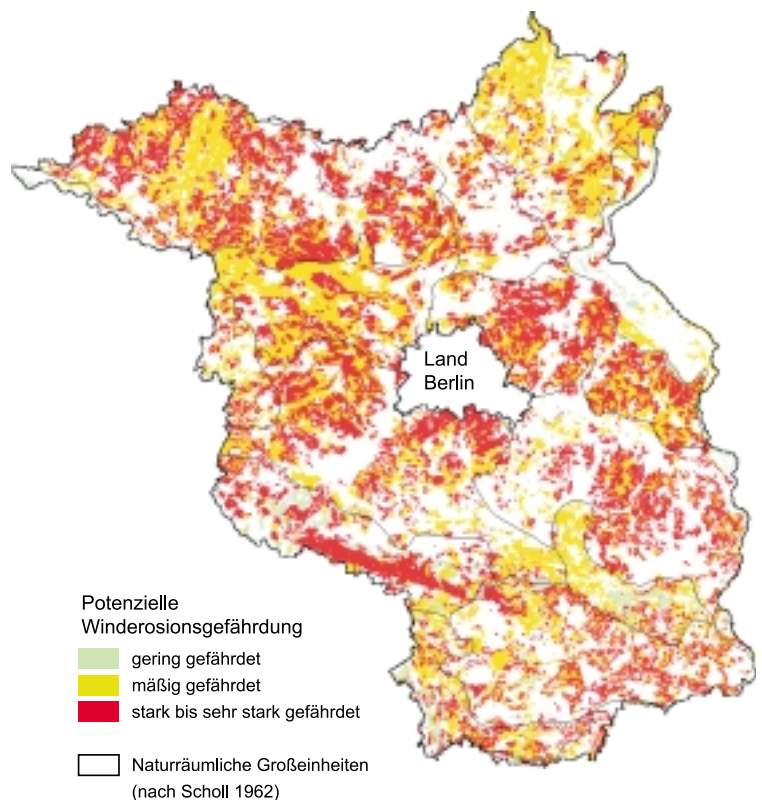 Land
Berlin
Potenzielle
Winderosionsgefährdung
gering gefährdet
mäßig gefährdet
stark bis sehr stark gefährdet
Naturräumliche Großeinheiten
(nach Scholl 1962)